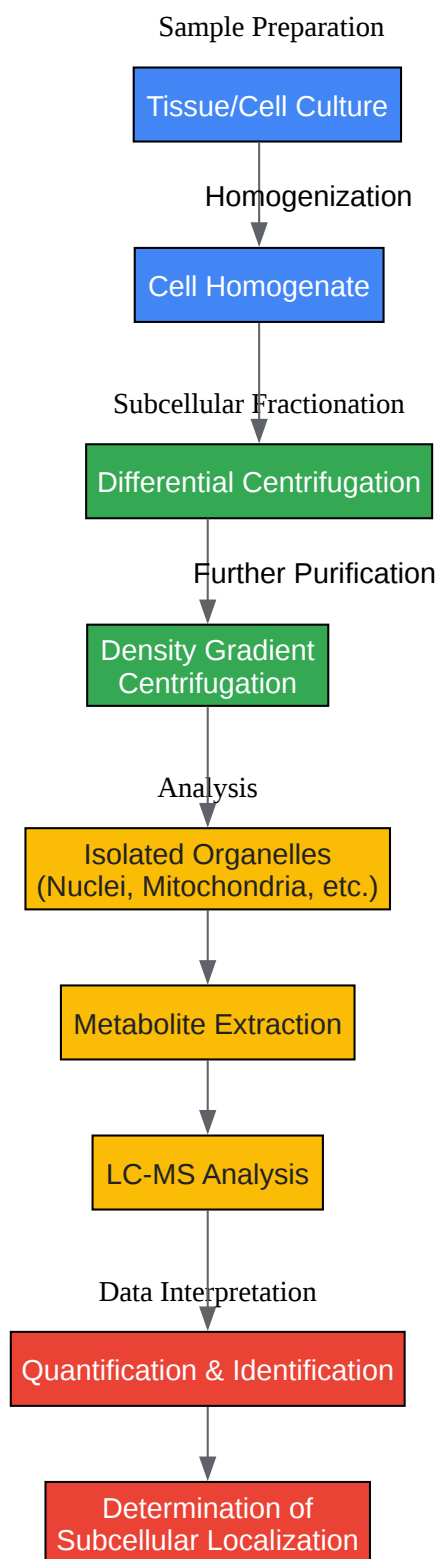 Sample Preparation
Tissue/Cell Culture
Homogenization
Cell Homogenate
Subcellular Fractionation
Differential Centrifugation
Further Purification
Density Gradient
Centrifugation
Analysis
Isolated Organelles
(Nuclei, Mitochondria, etc.)
Metabolite Extraction
LC-MS Analysis
Data Interpretation
Quantification & Identification
Determination of
Subcellular Localization